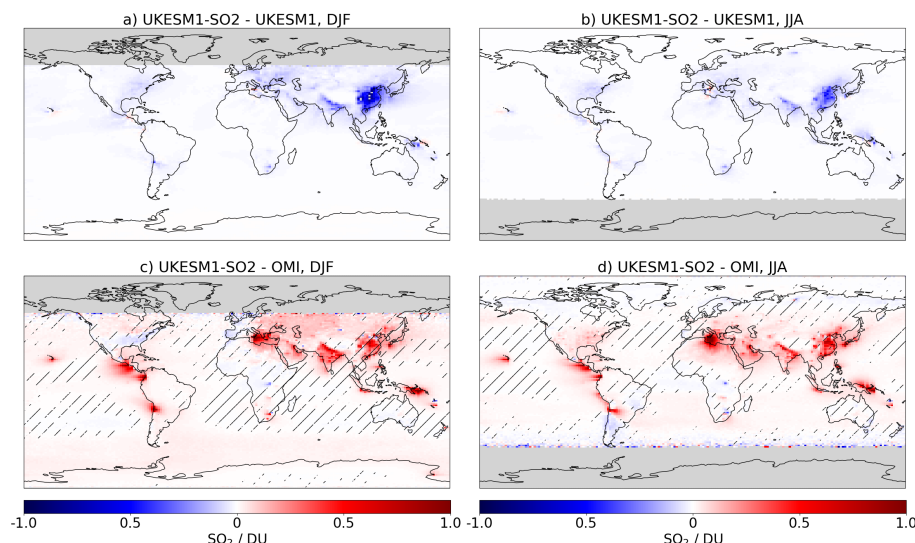 a) UKESM1-SO2 - UKESM1, DJF
b) UKESM1-SO2 - UKESM1, JJA
c) UKESM1-SO2 - OMI, DJF
d) UKESM1-SO2 - OMI, JJA
-1.0 0.5 0 0.5 1.0
SO₂ / DU
-1.0 0.5 0 0.5 1.0
SO₂ / DU